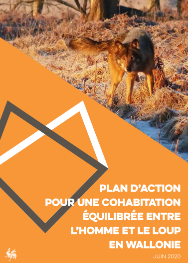 PLAN D'ACTION
POUR UNE COHABITATION
ÉQUILIBRÉE ENTRE
L'HOMME ET LE LOUP
EN WALLONIE
JUIN 2020